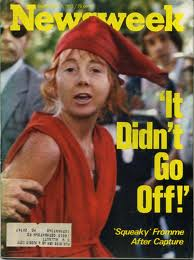 Newsweek
'It
Didn't
Go
Off!'
'Squeaky' Fromme
After Capture